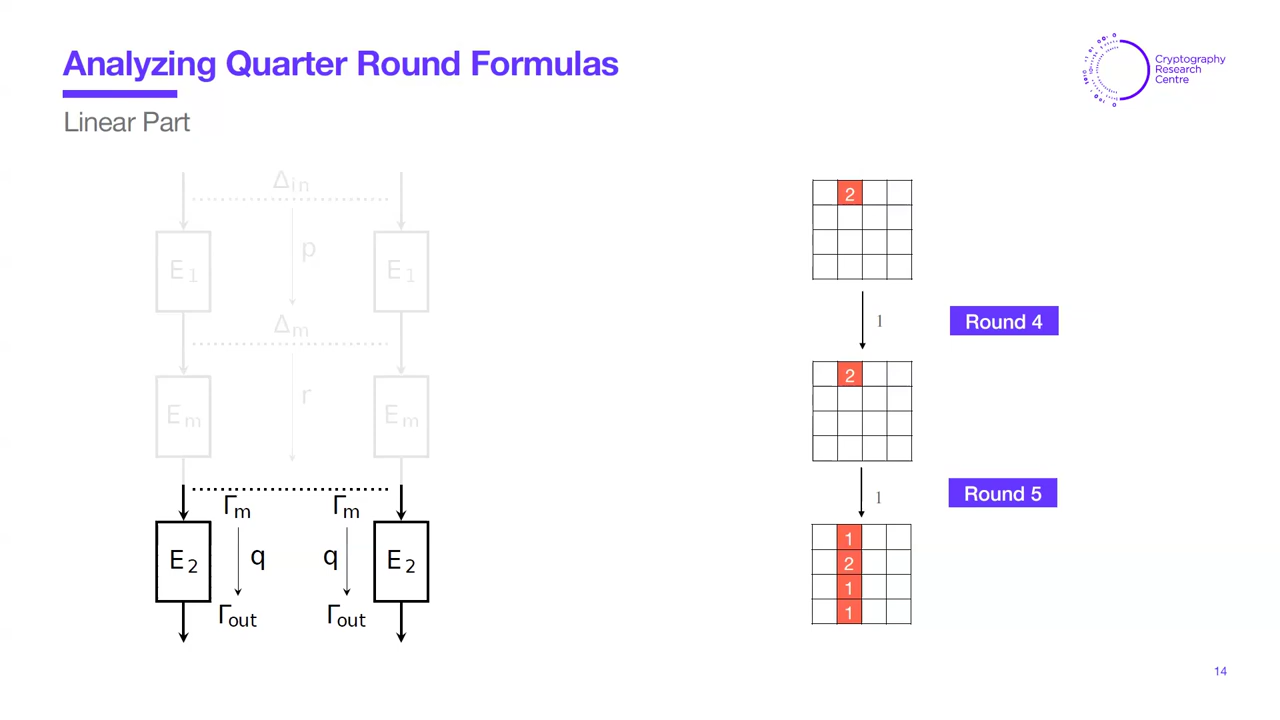 Analyzing Quarter Round Formulas
Cryptography
Research
Centre
Linear Part
Δin
p
E1
E1
Δm
r
Em
Em
Γm
Γm
E2
q
q
E2
Γout
Γout
2
1
Round 4
2
1
Round 5
1
2
1
1
14